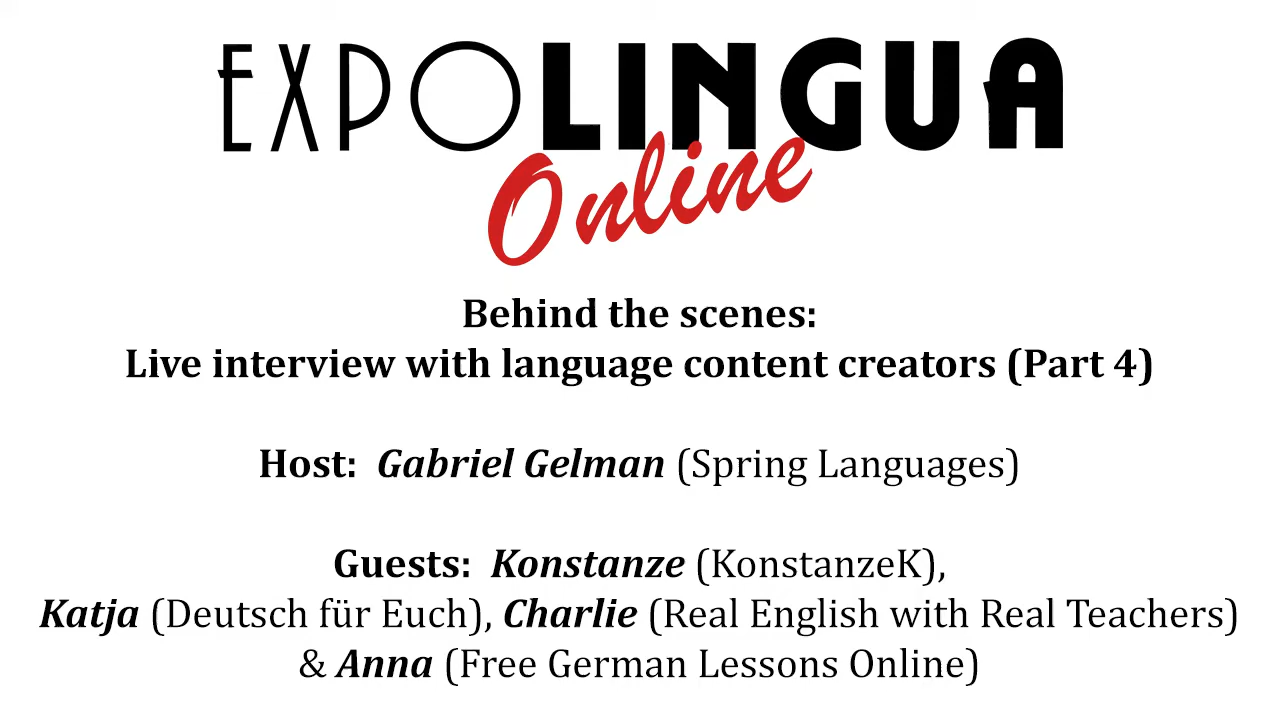 EXPOLINGUA
Online
Behind the scenes:
Live interview with language content creators (Part 4)
Host: Gabriel Gelman (Spring Languages)
Guests: Konstanze (KonstanzeK),
Katja (Deutsch für Euch), Charlie (Real English with Real Teachers)
& Anna (Free German Lessons Online)